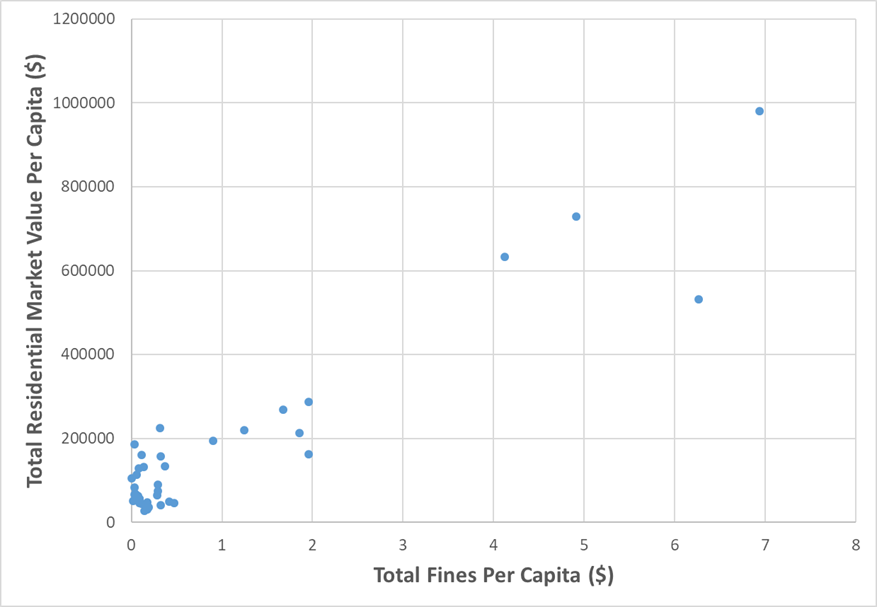 Total Residential Market Value Per Capita ($)
1200000
1000000
800000
600000
400000
200000
0
0 1 2 3 4 5 6 7 8
Total Fines Per Capita ($)